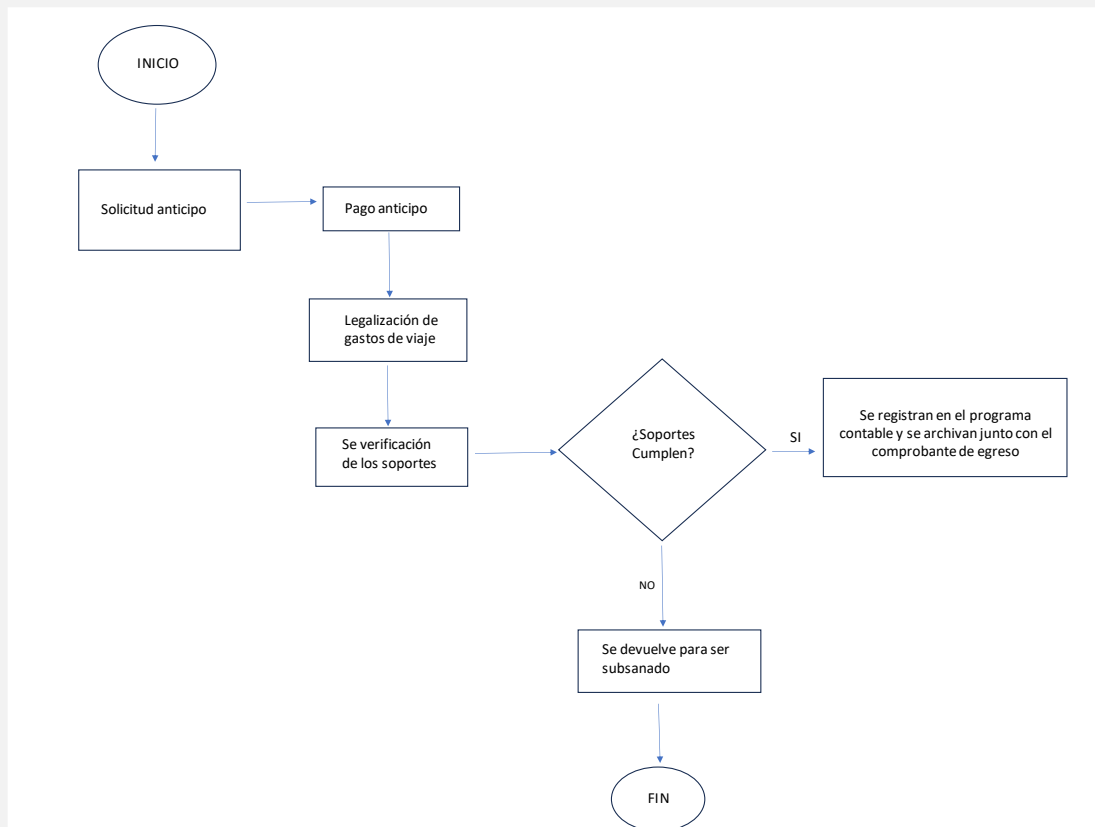 INICIO
Solicitud anticipo
Pago anticipo
Legalización de
gastos de viaje
Se verificación
de los soportes
¿Soportes
Cumplen?
SI
Se registran en el programa
contable y se archivan junto con el
comprobante de egreso
NO
Se devuelve para ser
subsanado
FIN